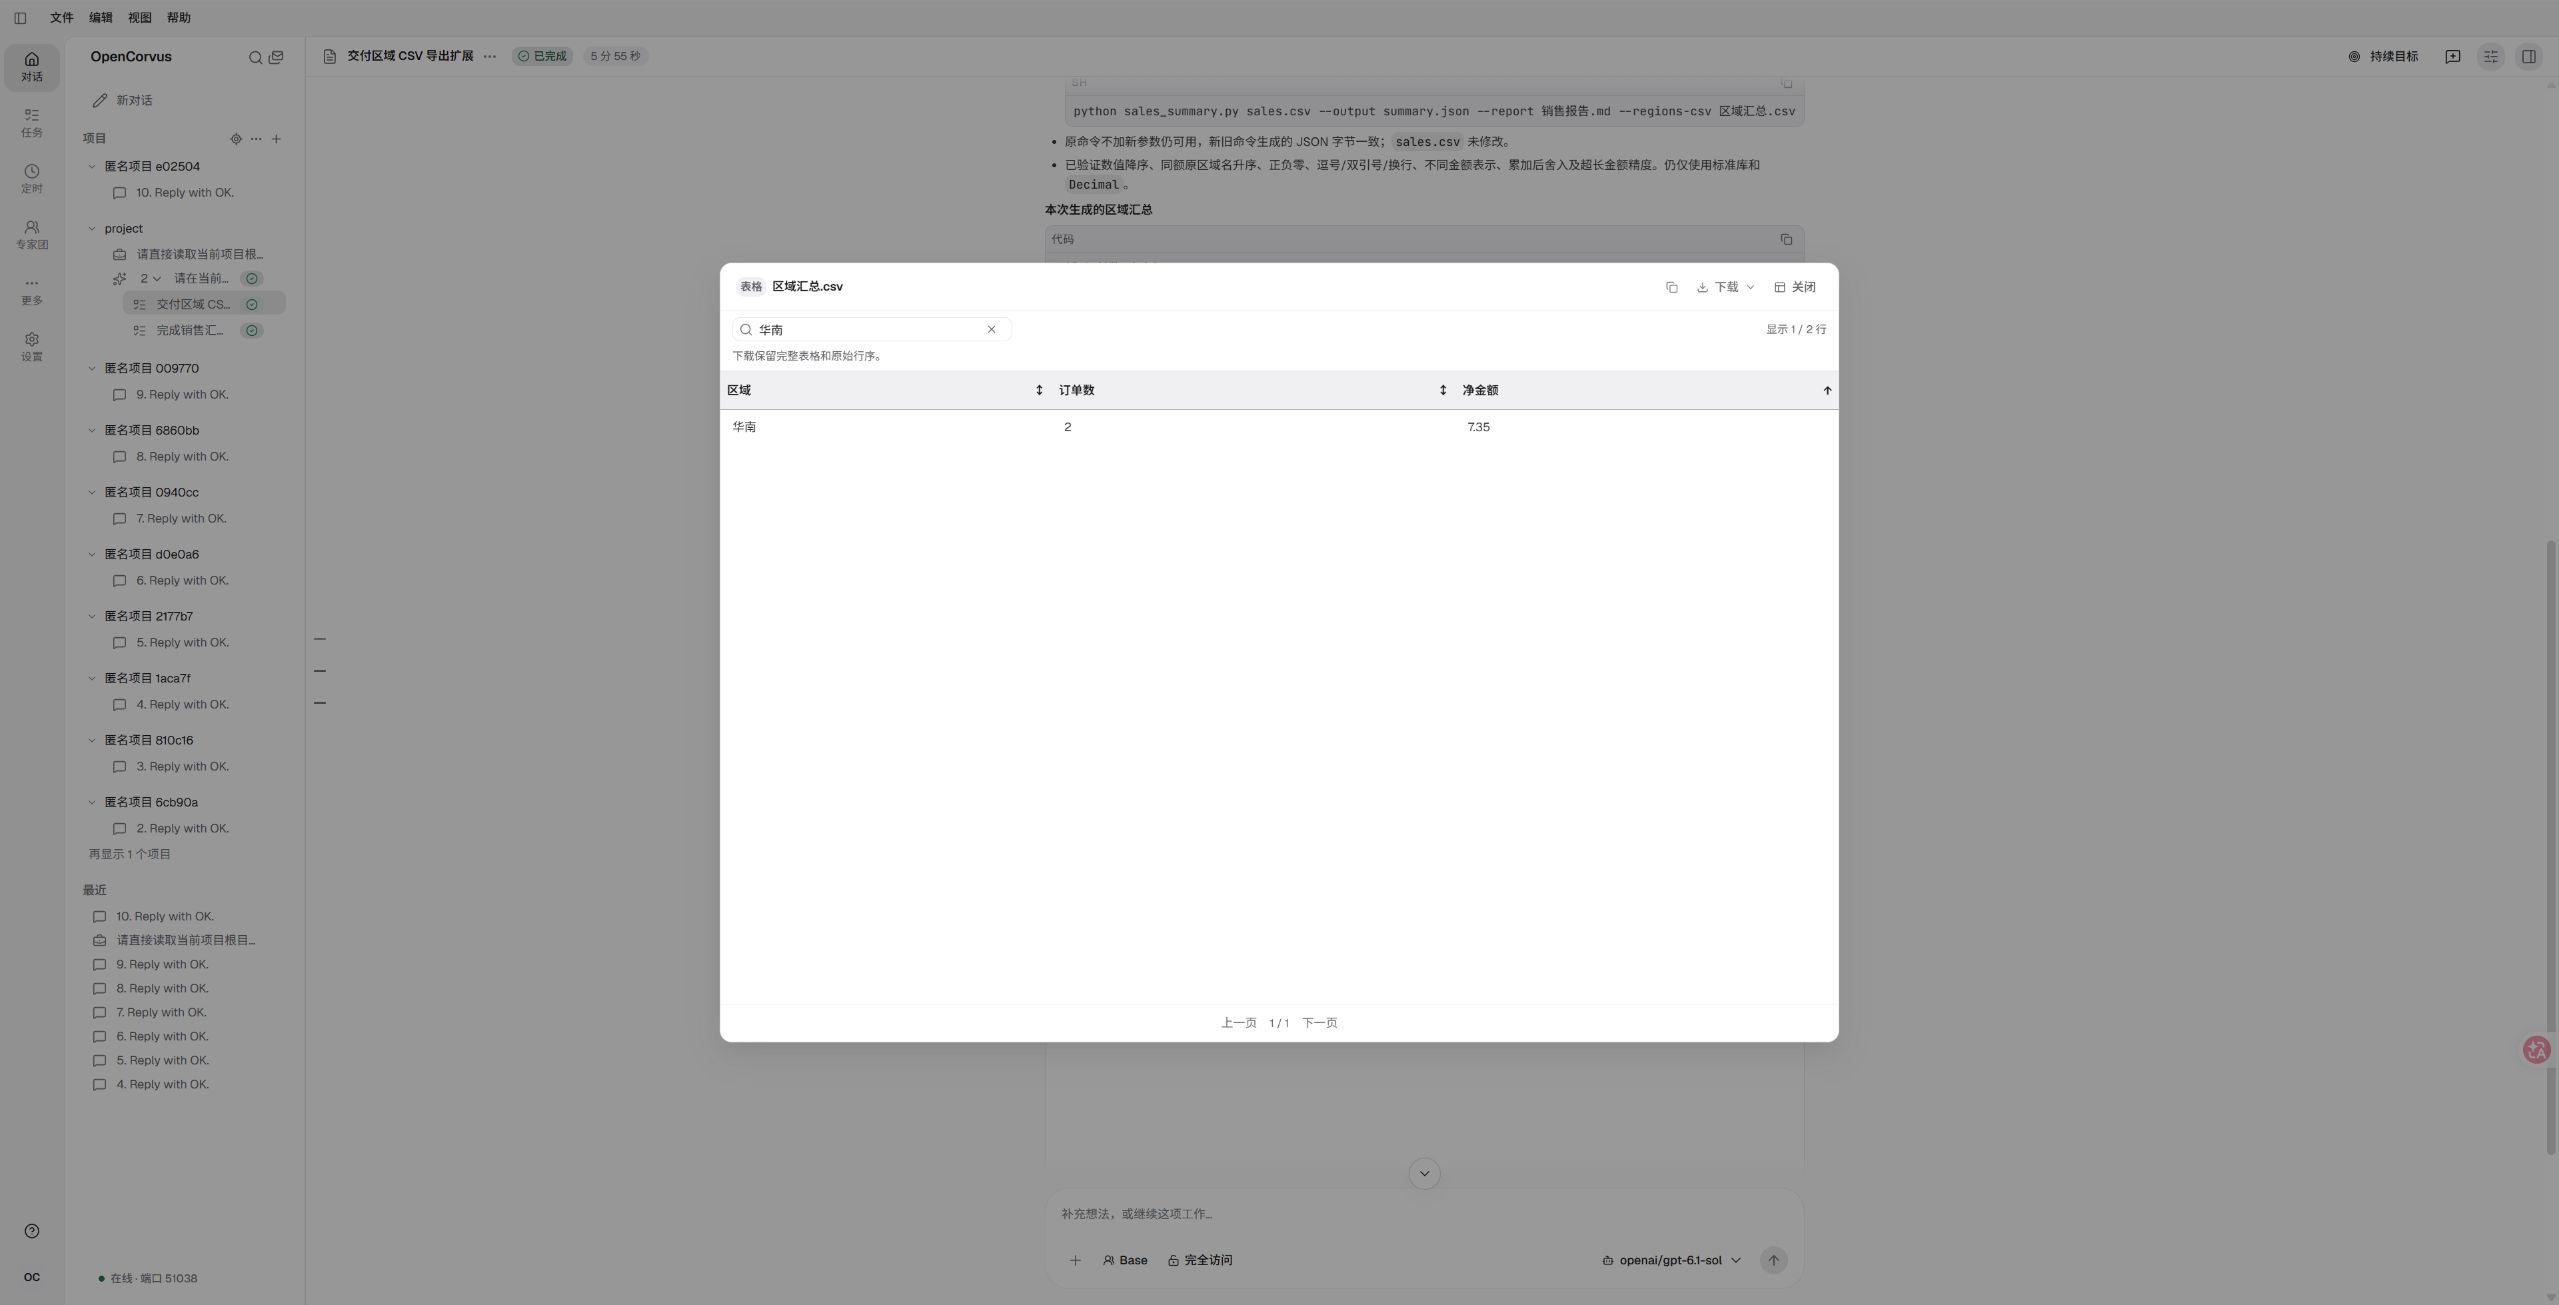 文件 编辑 视图 帮助
对话
任务
定时
专家团
更多
设置
OC
OpenCorvus
新对话
项目
匿名项目 e02504
10. Reply with OK.
project
请直接读取当前项目根...
2 请在当前...
交付区域 CS...
完成销售汇...
匿名项目 009770
9. Reply with OK.
匿名项目 6860bb
8. Reply with OK.
匿名项目 0940cc
7. Reply with OK.
匿名项目 d0e0a6
6. Reply with OK.
匿名项目 2177b7
5. Reply with OK.
匿名项目 1aca7f
4. Reply with OK.
匿名项目 810c16
3. Reply with OK.
匿名项目 6cb90a
2. Reply with OK.
再显示 1 个项目
最近
10. Reply with OK.
请直接读取当前项目根目...
9. Reply with OK.
8. Reply with OK.
7. Reply with OK.
6. Reply with OK.
5. Reply with OK.
4. Reply with OK.
在线 · 端口 51038
交付区域 CSV 导出扩展 ··· 已完成 5 分 55 秒
持续目标
SH
python sales_summary.py sales.csv --output summary.json --report 销售报告.md --regions-csv 区域汇总.csv
原命令不加新参数仍可用，新旧命令生成的 JSON 字节一致；sales.csv 未修改。
已验证数值降序、同额原区域名升序、正负零、逗号/双引号/换行、不同金额表示、累加后舍入及超长金额精度。仍仅使用标准库和
Decimal。
本次生成的区域汇总
代码
表格 区域汇总.csv
下载 关闭
华南
显示 1 / 2 行
下载保留完整表格和原始行序。
区域 订单数 净金额
华南 2 7.35
上一页 1 / 1 下一页
补充想法，或继续这项工作...
Base 完全访问
openai/gpt-6.1-sol